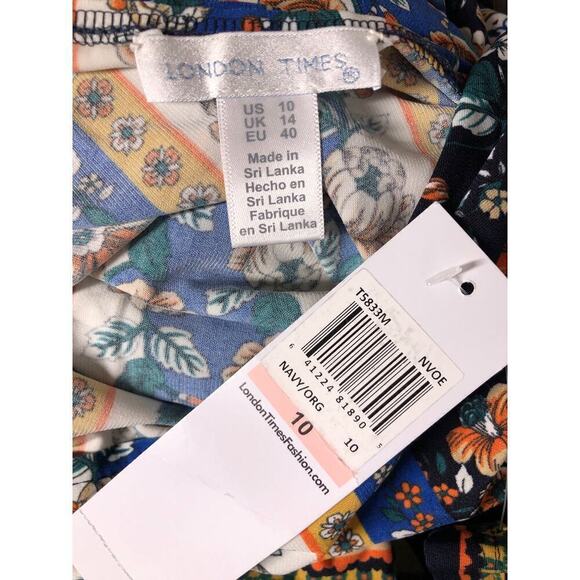 LONDON TIMES®
US 10
UK 14
EU 40
Made in
Sri Lanka
Hecho en
Sri Lanka
Fabrique
en Sri Lanka
T5833M
NVOE
6 41224 81890 5
NAVY/ORG
10
10
LondonTimesFashion.com